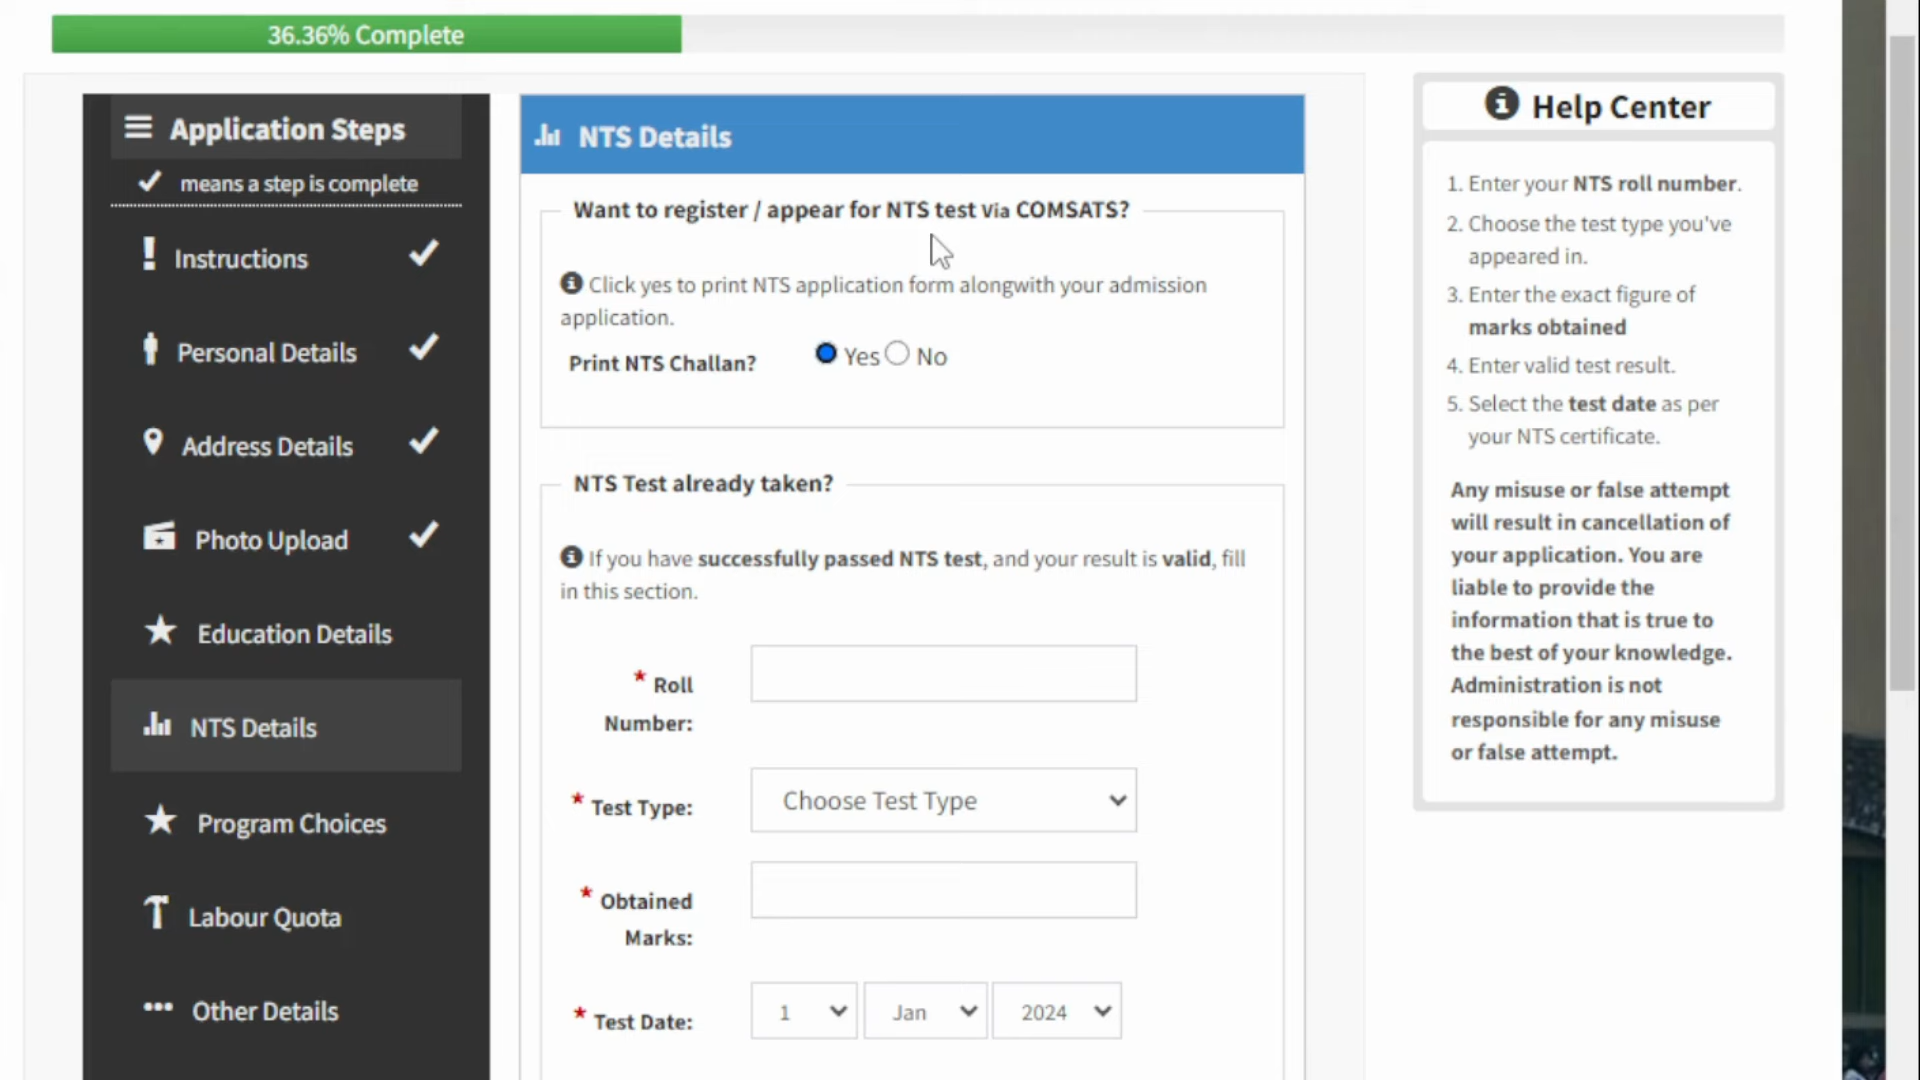 36.36% Complete
Application Steps
means a step is complete
Instructions
Personal Details
Address Details
Photo Upload
Education Details
NTS Details
Program Choices
Labour Quota
Other Details
NTS Details
Want to register / appear for NTS test Via COMSATS?
Click yes to print NTS application form alongwith your admission
application.
Print NTS Challan? Yes No
NTS Test already taken?
If you have successfully passed NTS test, and your result is valid, fill
in this section.
* Roll
Number:
* Test Type: Choose Test Type
* Obtained
Marks:
* Test Date: 1 Jan 2024
Help Center
1. Enter your NTS roll number.
2. Choose the test type you've
appeared in.
3. Enter the exact figure of
marks obtained
4. Enter valid test result.
5. Select the test date as per
your NTS certificate.
Any misuse or false attempt
will result in cancellation of
your application. You are
liable to provide the
information that is true to
the best of your knowledge.
Administration is not
responsible for any misuse
or false attempt.